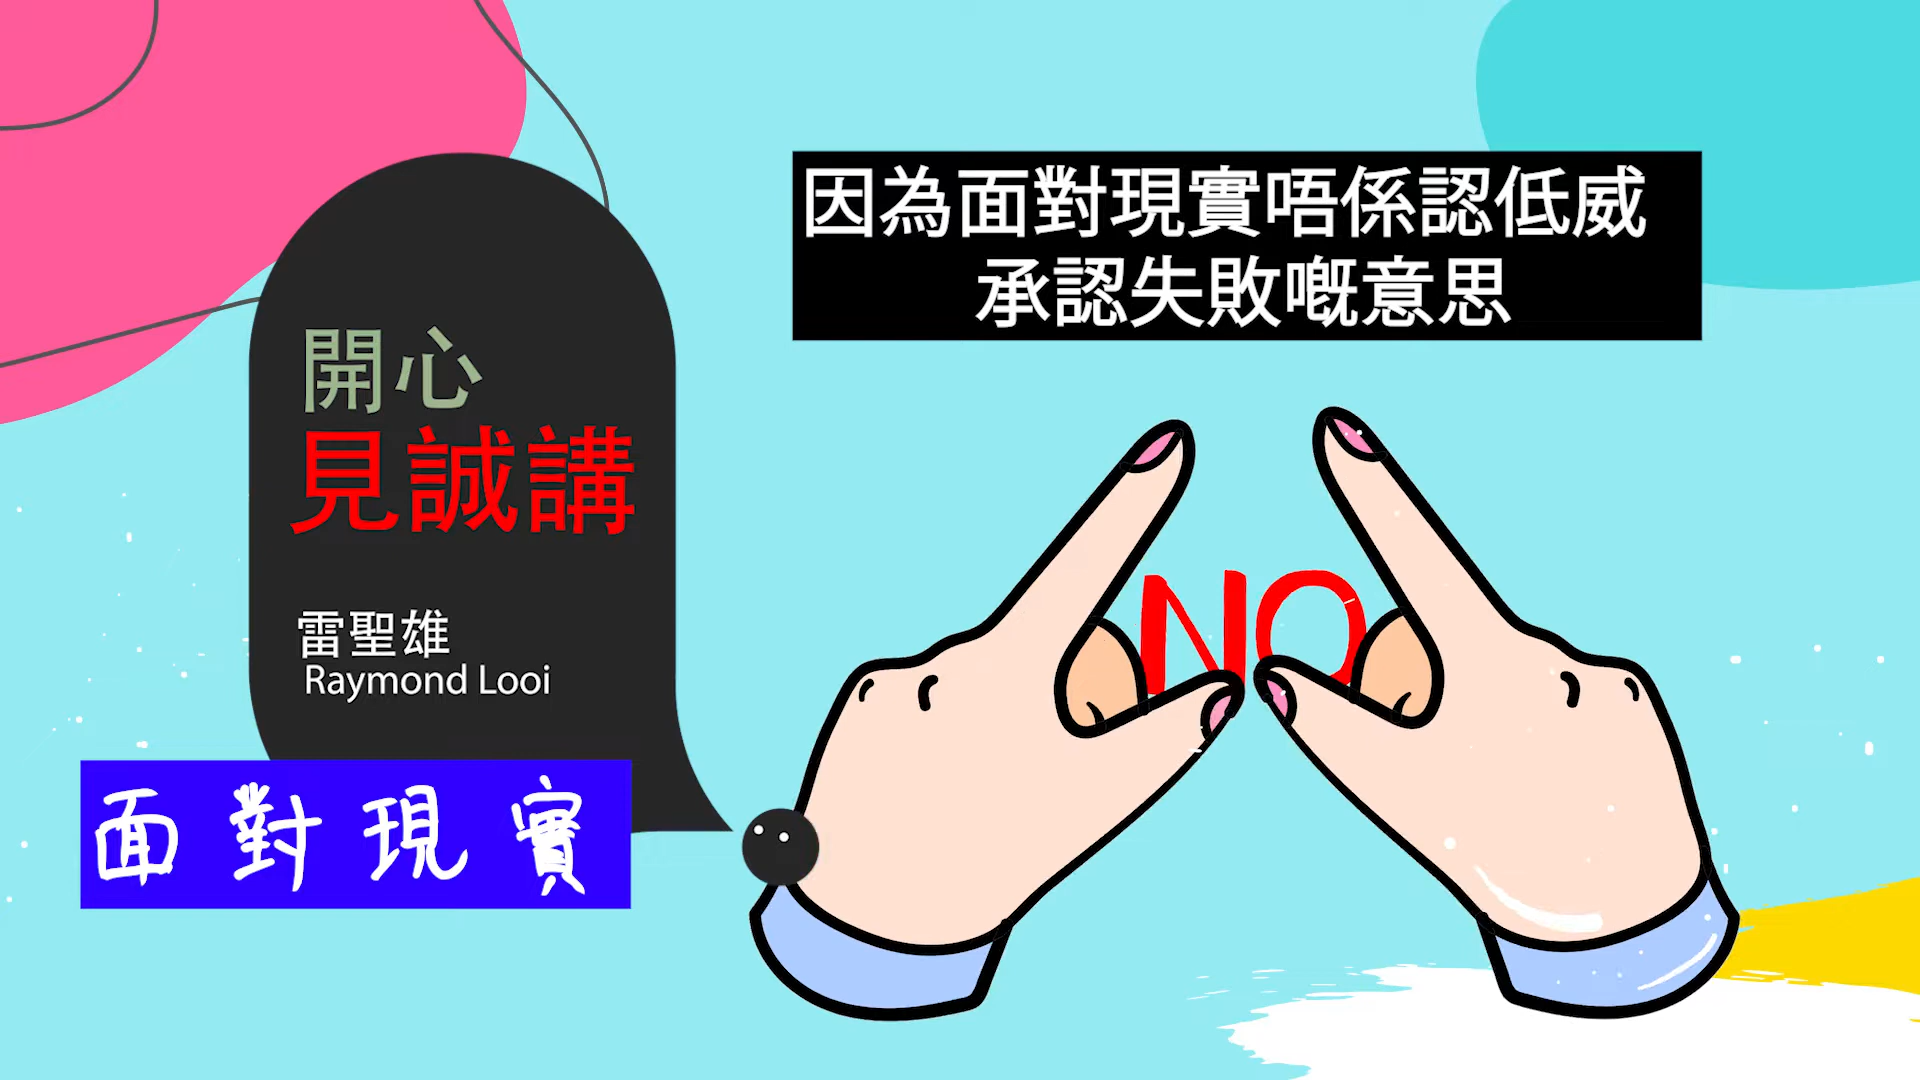 開心
見誠講
雷聖雄
Raymond Looi
面對現實
因為面對現實唔係認低威
承認失敗嘅意思
NO